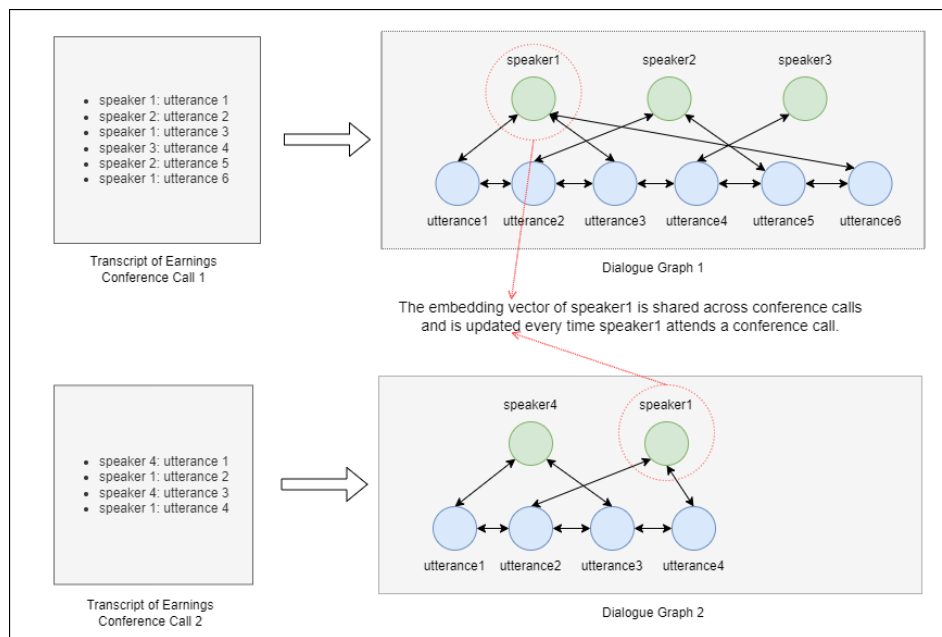 speaker1 speaker2 speaker3
• speaker 1: utterance 1
• speaker 2: utterance 2
• speaker 1: utterance 3
• speaker 3: utterance 4
• speaker 2: utterance 5
• speaker 1: utterance 6
utterance1 utterance2 utterance3 utterance4 utterance5 utterance6
Transcript of Earnings
Conference Call 1
Dialogue Graph 1
The embedding vector of speaker1 is shared across conference calls
and is updated every time speaker1 attends a conference call.
speaker4 speaker1
• speaker 4: utterance 1
• speaker 1: utterance 2
• speaker 4: utterance 3
• speaker 1: utterance 4
utterance1 utterance2 utterance3 utterance4
Transcript of Earnings
Conference Call 2
Dialogue Graph 2